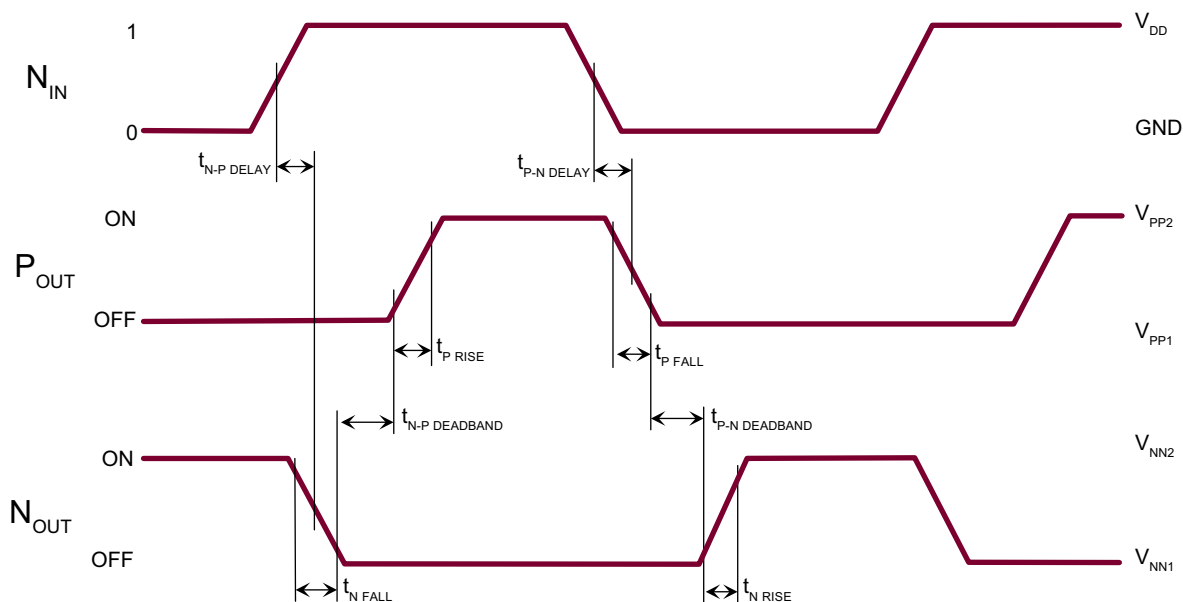 1
V_DD
N_IN
0
GND
t_N-P DELAY
t_P-N DELAY
ON
V_PP2
P_OUT
OFF
V_PP1
t_P RISE
t_P FALL
t_N-P DEADBAND
t_P-N DEADBAND
ON
V_NN2
N_OUT
OFF
V_NN1
t_N FALL
t_N RISE